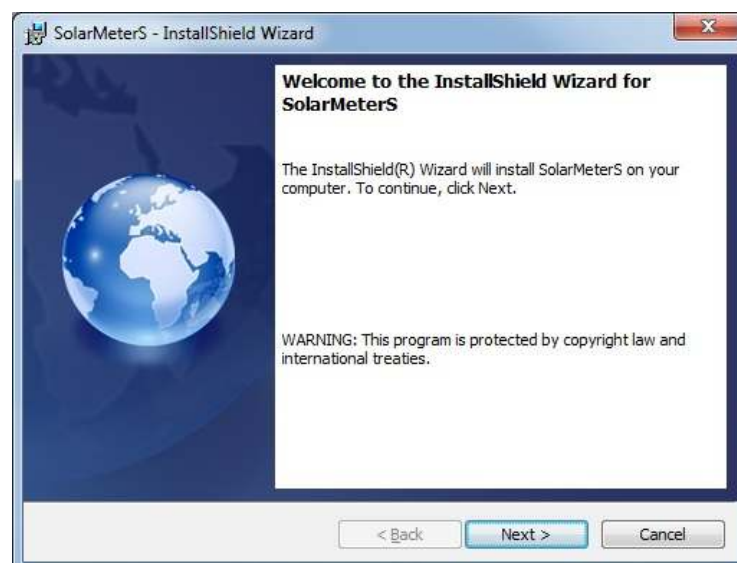 SolarMeterS - InstallShield Wizard
X
Welcome to the InstallShield Wizard for
SolarMeterS
The InstallShield(R) Wizard will install SolarMeterS on your
computer. To continue, click Next.
WARNING: This program is protected by copyright law and
international treaties.
< Back
Next >
Cancel